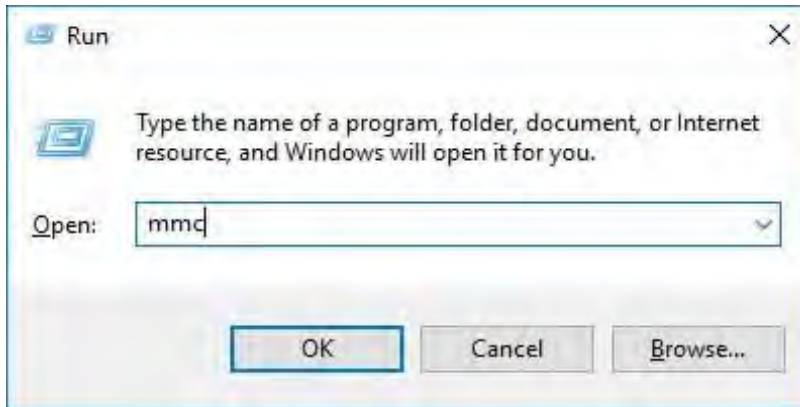 Run
Type the name of a program, folder, document, or Internet
resource, and Windows will open it for you.
Open: mmc
OK Cancel Browse...